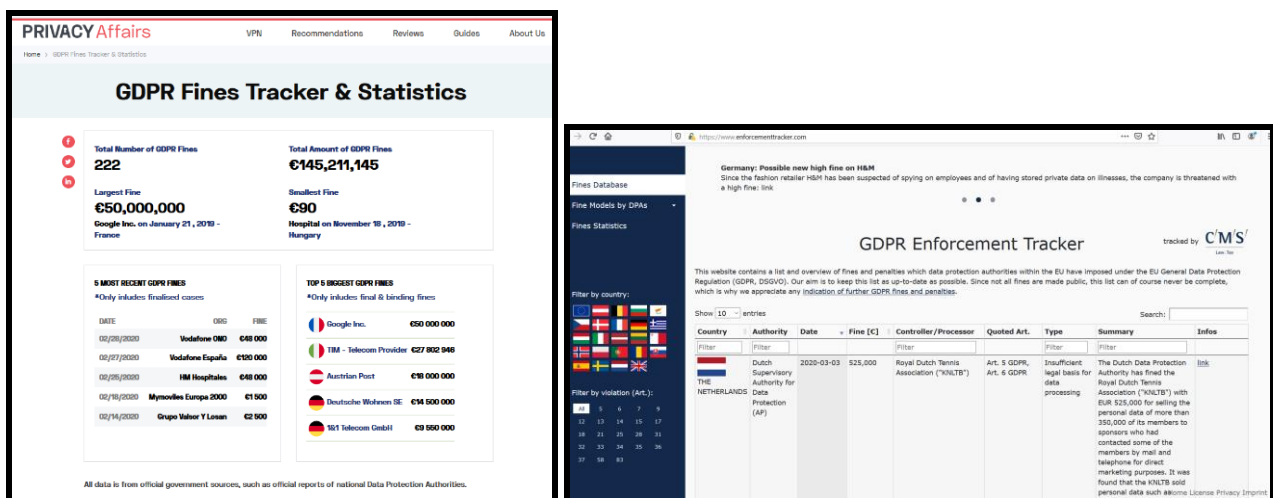 PRIVACY Affairs
VPN Recommendations Reviews Guides About Us
Home > GDPR Fines Tracker & Statistics
GDPR Fines Tracker & Statistics
Total Number of GDPR Fines
222
Total Amount of GDPR Fines
€145,211,145
Largest Fine
€50,000,000
Google Inc. on January 21 , 2019 -
France
Smallest Fine
€90
Hospital on November 18 , 2019 -
Hungary
5 MOST RECENT GDPR FINES
*Only inludes finalised cases
DATE ORG FINE
02/28/2020 Vodafone ONO €48 000
02/27/2020 Vodafone España €120 000
02/25/2020 HM Hospitales €48 000
02/18/2020 Mymoviles Europa 2000 €1 500
02/14/2020 Grupo Valsor Y Losan €2 500
TOP 5 BIGGEST GDPR FINES
*Only inludes final & binding fines
Google Inc. €50 000 000
TIM - Telecom Provider €27 802 946
Austrian Post €18 000 000
Deutsche Wohnen SE €14 500 000
1&1 Telecom GmbH €9 550 000
All data is from official government sources, such as official reports of national Data Protection Authorities.
https://www.enforcementtracker.com
Fines Database
Fine Models by DPAs
Fines Statistics
Filter by country:
Filter by violation (Art.):
All 5 6 7 9
12 13 14 15 17
18 21 25 28 31
32 33 34 35 36
37 58 83
Germany: Possible new high fine on H&M
Since the fashion retailer H&M has been suspected of spying on employees and of having stored private data on illnesses, the company is threatened with
a high fine: link
GDPR Enforcement Tracker
tracked by C'M'S'
Law.Tax
This website contains a list and overview of fines and penalties which data protection authorities within the EU have imposed under the EU General Data Protection
Regulation (GDPR, DSGVO). Our aim is to keep this list as up-to-date as possible. Since not all fines are made public, this list can of course never be complete,
which is why we appreciate any indication of further GDPR fines and penalties.
Show 10 entries
Search:
Country Authority Date Fine [€] Controller/Processor Quoted Art. Type Summary Infos
Filter Filter Filter Filter Filter
THE
NETHERLANDS
Dutch
Supervisory
Authority for
Data
Protection
(AP)
2020-03-03
525,000
Royal Dutch Tennis
Association ("KNLTB")
Art. 5 GDPR,
Art. 6 GDPR
Insufficient
legal basis for
data
processing
The Dutch Data Protection
Authority has fined the
Royal Dutch Tennis
Association ("KNLTB") with
EUR 525,000 for selling the
personal data of more than
350,000 of its members to
sponsors who had
contacted some of the
members by mail and
telephone for direct
marketing purposes. It was
found that the KNLTB sold
personal data such as
link
License Privacy Imprint